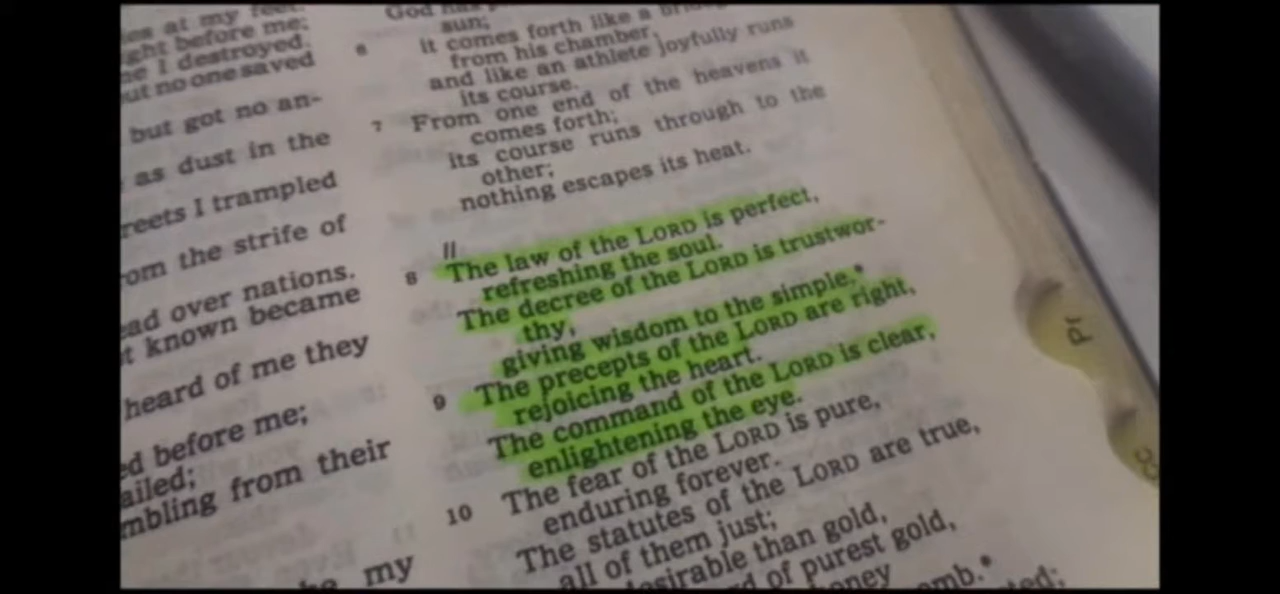 es at my feet.
ght before me;
ne I destroyed.
ut no one saved
but got no an-
as dust in the
reets I trampled
om the strife of
ad over nations.
t known became
heard of me they
ed before me;
ailed;
mbling from their
my
God has
sun;
6 it comes forth like a
from his chamber,
and like an athlete joyfully runs
its course.
7 From one end of the heavens it
comes forth;
its course runs through to the
other;
nothing escapes its heat.
II
8 The law of the LORD is perfect,
refreshing the soul.
The decree of the LORD is trustwor-
thy,
giving wisdom to the simple.*
9 The precepts of the LORD are right,
rejoicing the heart.
The command of the LORD is clear,
enlightening the eye.
10 The fear of the LORD is pure,
enduring forever.
The statutes of the LORD are true,
all of them just;
desirable than gold,
of purest gold,
omb.*
Pr